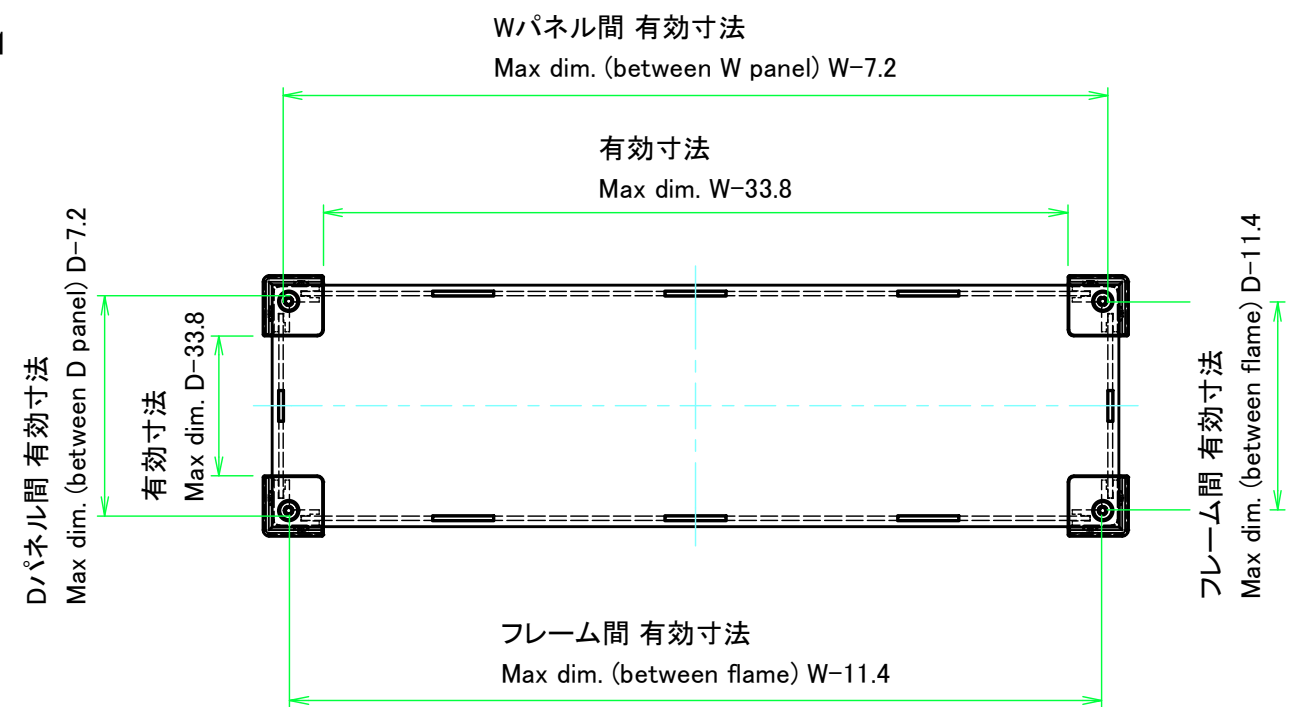 Wパネル間 有効寸法
Max dim. (between W panel) W-7.2
有効寸法
Max dim. W-33.8
Dパネル間 有効寸法
Max dim. (between D panel) D-7.2
有効寸法
Max dim. D-33.8
フレーム間 有効寸法
Max dim. (between flame) D-11.4
フレーム間 有効寸法
Max dim. (between flame) W-11.4